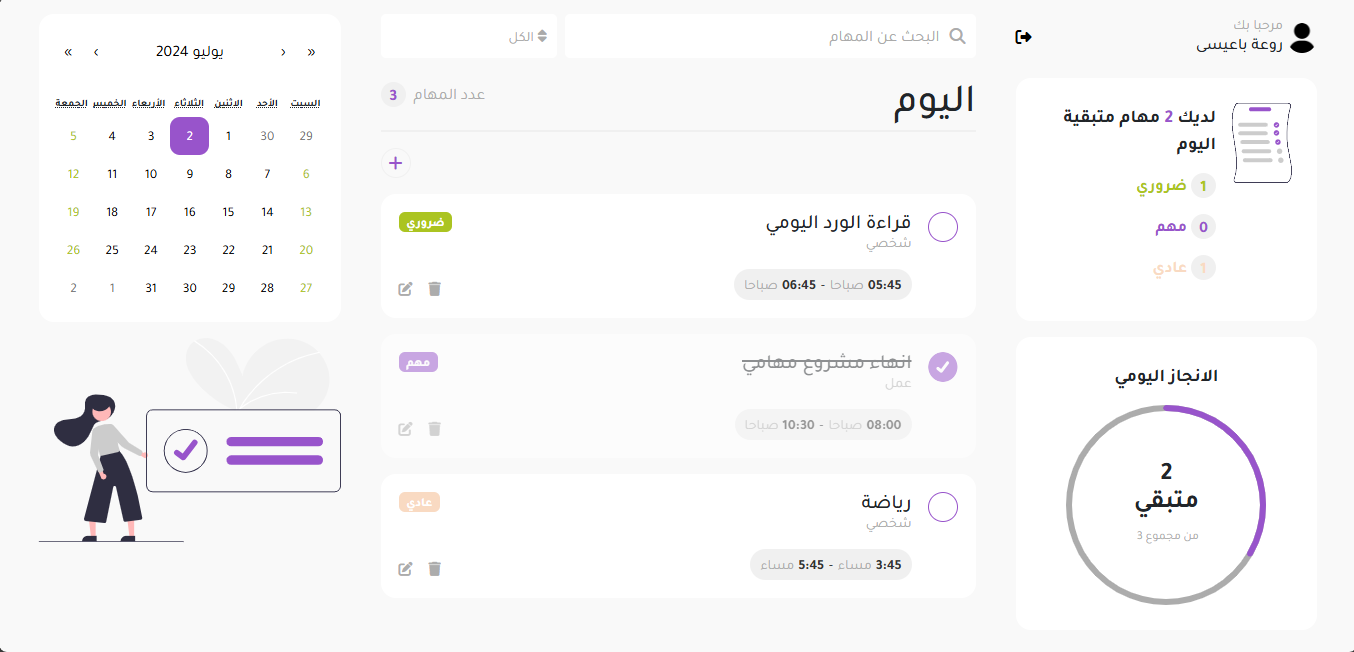 مرحبا بك
روعة باعيسى
لديك 2 مهام متبقية
اليوم
1 ضروري
0 مهم
1 عادي
الانجاز اليومي
2
متبقي
من مجموع 3
البحث عن المهام
الكل
اليوم
عدد المهام 3
+
قراءة الورد اليومي
شخصي
ضروري
05:45 صباحا - 06:45 صباحا
انهاء مشروع مهامي
عمل
مهم
08:00 صباحا - 10:30 صباحا
رياضة
شخصي
عادي
3:45 مساء - 5:45 مساء
« ‹ يوليو 2024 › »
السبت الأحد الاثنين الثلاثاء الأربعاء الخميس الجمعة
29 30 1 2 3 4 5
6 7 8 9 10 11 12
13 14 15 16 17 18 19
20 21 22 23 24 25 26
27 28 29 30 31 1 2